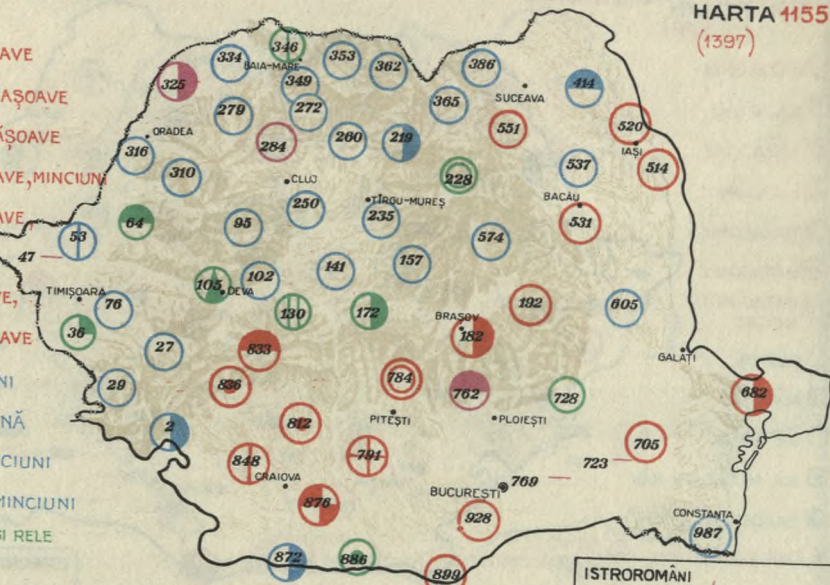 HARTA 1155
(1397)
AVE
AȘOAVE
ĂȘOAVE
AVE, MINCIUNI
AVE,
E,
AVE
NI
NĂ
CIUNI
MINCIUNI
ȘI RELE
346
334
353
362
386
BAIA-MARE
325
349
414
SUCEAVA
279
272
365
551
520
ORADEA
284
260
219
IAȘI
316
537
514
310
228
CLUJ
250
TÎRGU-MUREȘ
BACĂU
64
95
235
531
53
574
47
141
157
105
DEVA
102
TIMIȘOARA
76
130
172
192
605
BRAȘOV
36
182
27
833
GALAȚI
29
836
784
762
728
682
2
812
PITEȘTI
PLOIEȘTI
705
848
791
723
CRAIOVA
769
BUCUREȘTI
876
928
CONSTANȚA
987
872
886
899
ISTROROMÂNI